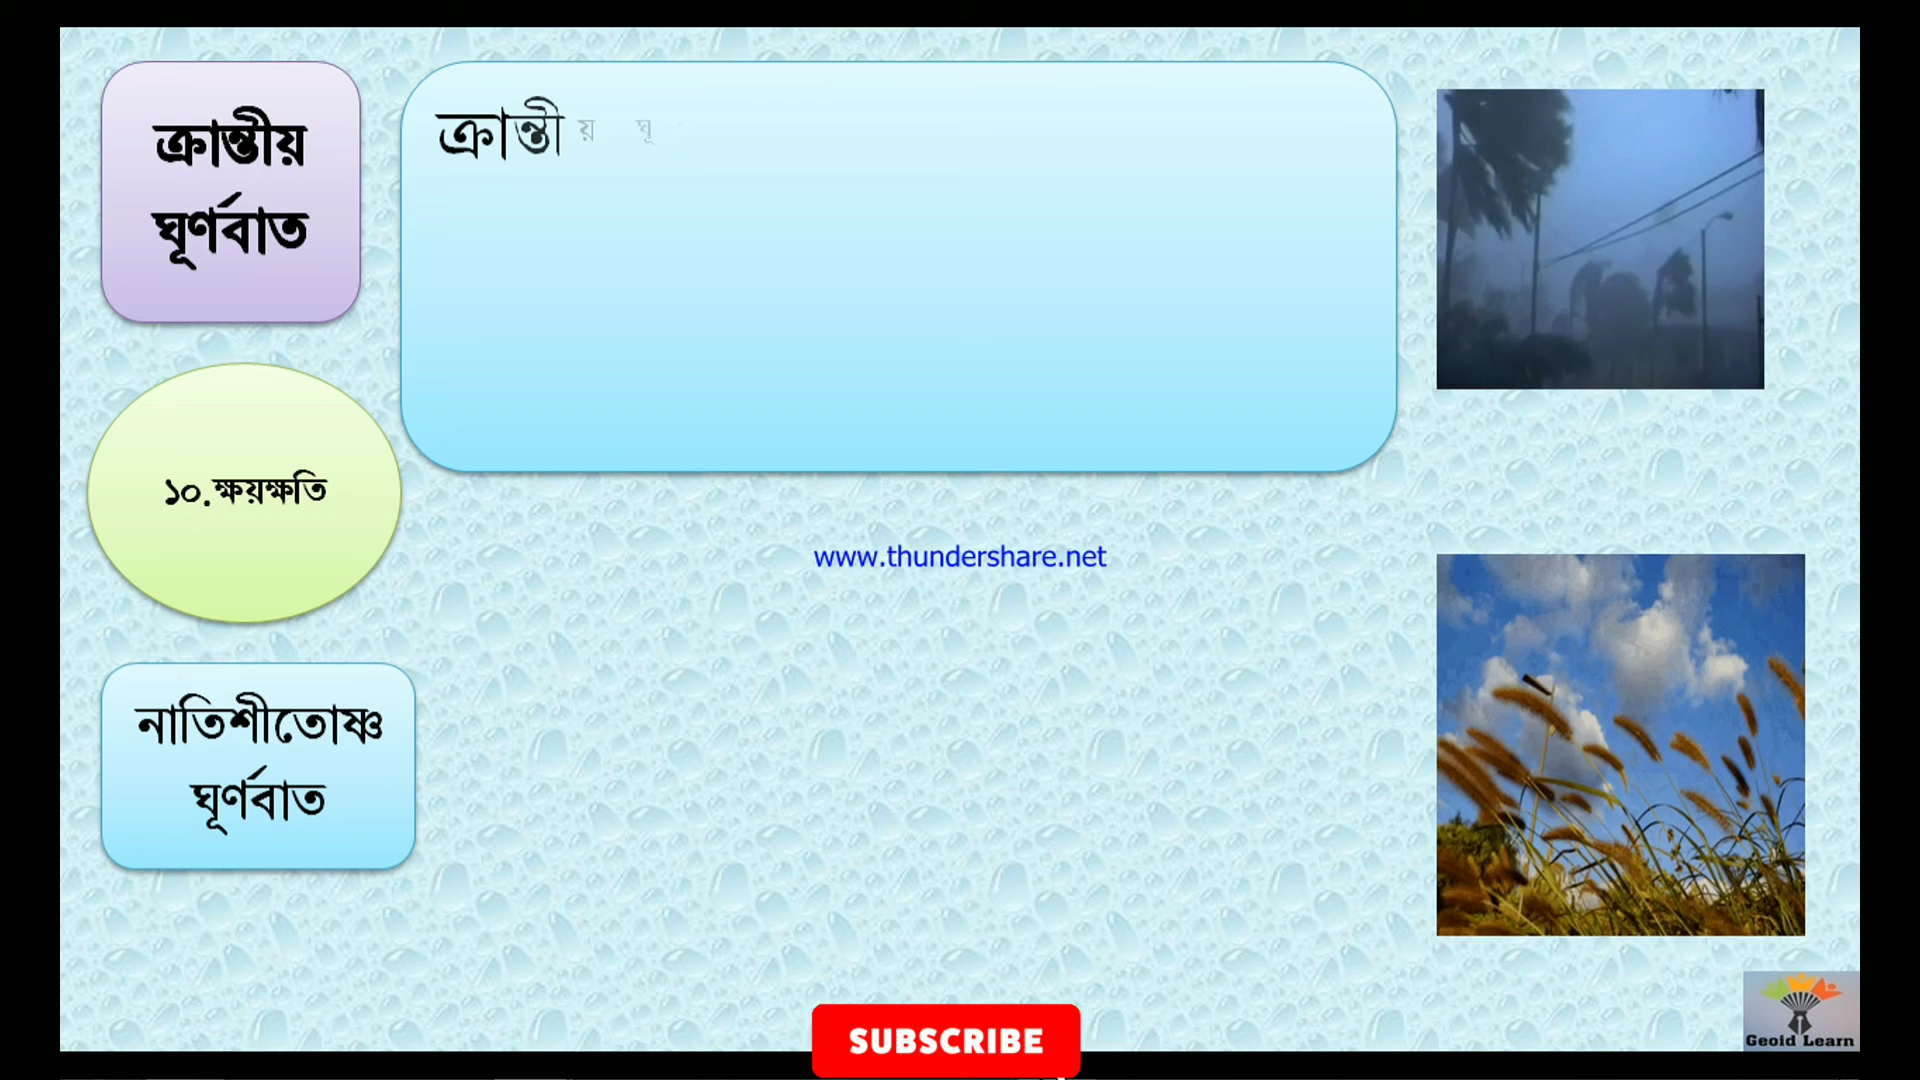 ক্রান্তীয়
ঘূর্ণবাত
ক্রান্তীয় ঘূ
১০.ক্ষয়ক্ষতি
www.thundershare.net
নাতিশীতোষ্ণ
ঘূর্ণবাত
SUBSCRIBE
Geoid Learn